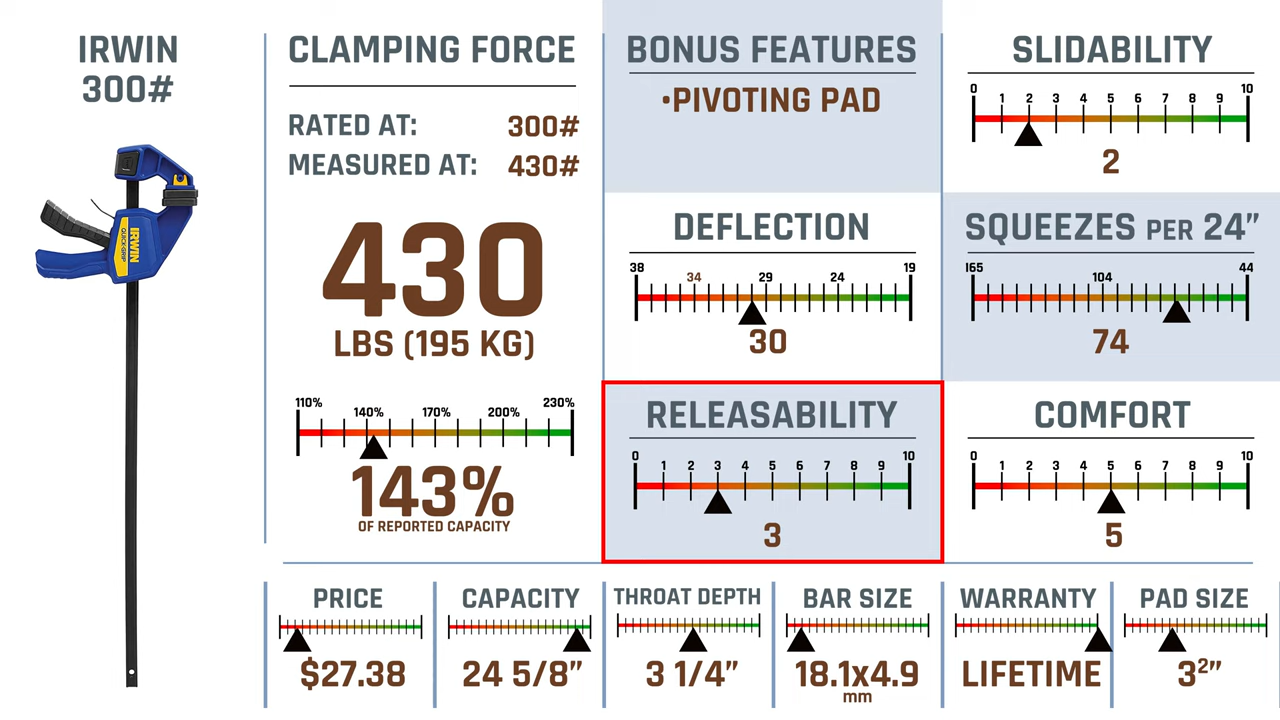 IRWIN
300#
IRWIN
QUICK-GRIP
CLAMPING FORCE
RATED AT: 300#
MEASURED AT: 430#
430
LBS (195 KG)
110% 140% 170% 200% 230%
143%
OF REPORTED CAPACITY
BONUS FEATURES
•PIVOTING PAD
SLIDABILITY
0 1 2 3 4 5 6 7 8 9 10
2
DEFLECTION
38 34 29 24 19
30
SQUEEZES PER 24”
165 104 44
74
RELEASABILITY
0 1 2 3 4 5 6 7 8 9 10
3
COMFORT
0 1 2 3 4 5 6 7 8 9 10
5
PRICE
$27.38
CAPACITY
24 5/8”
THROAT DEPTH
3 1/4”
BAR SIZE
18.1x4.9
mm
WARRANTY
LIFETIME
PAD SIZE
3²”